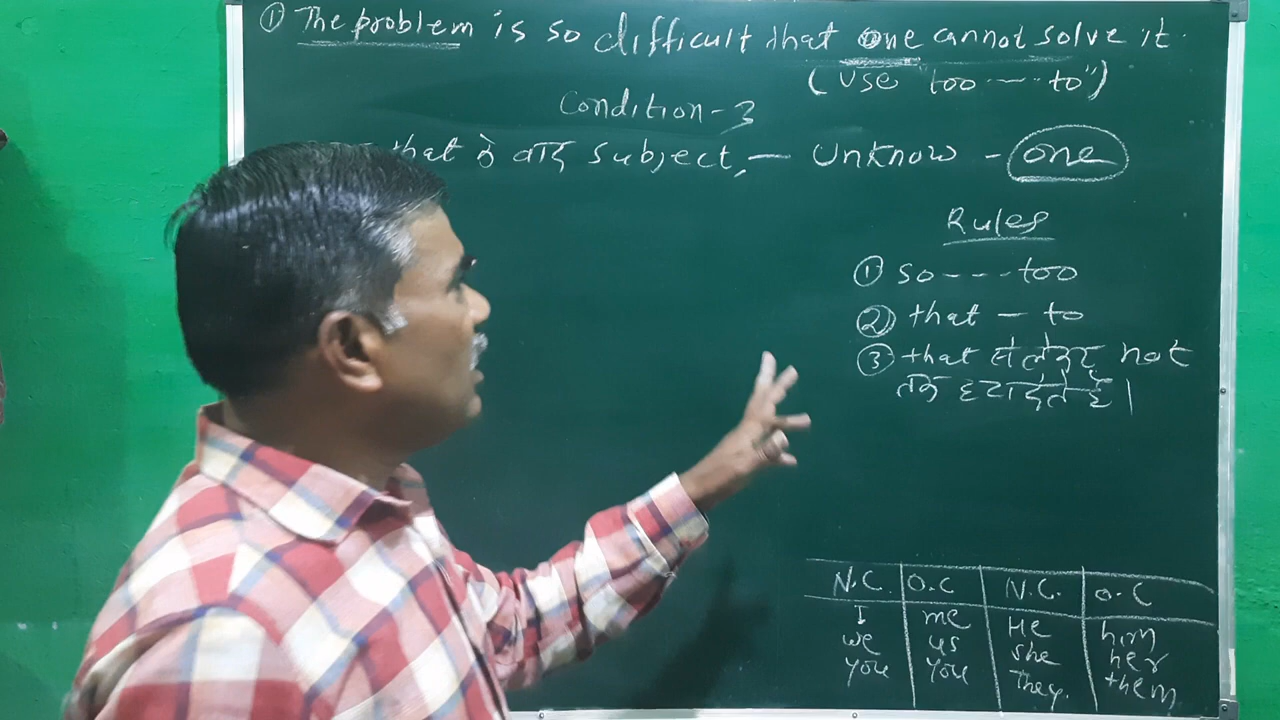 ① The problem is so difficult that one cannot solve it.
(Use "too ---- to")
Condition-3
that के बाद subject, — Unknow - one
Rules
① so --- too
② that — to
③ that से लेकर not
तक हटा देते हैं।
N.C. O.C N.C. O.C
I me He him
we us she her
you you They. them